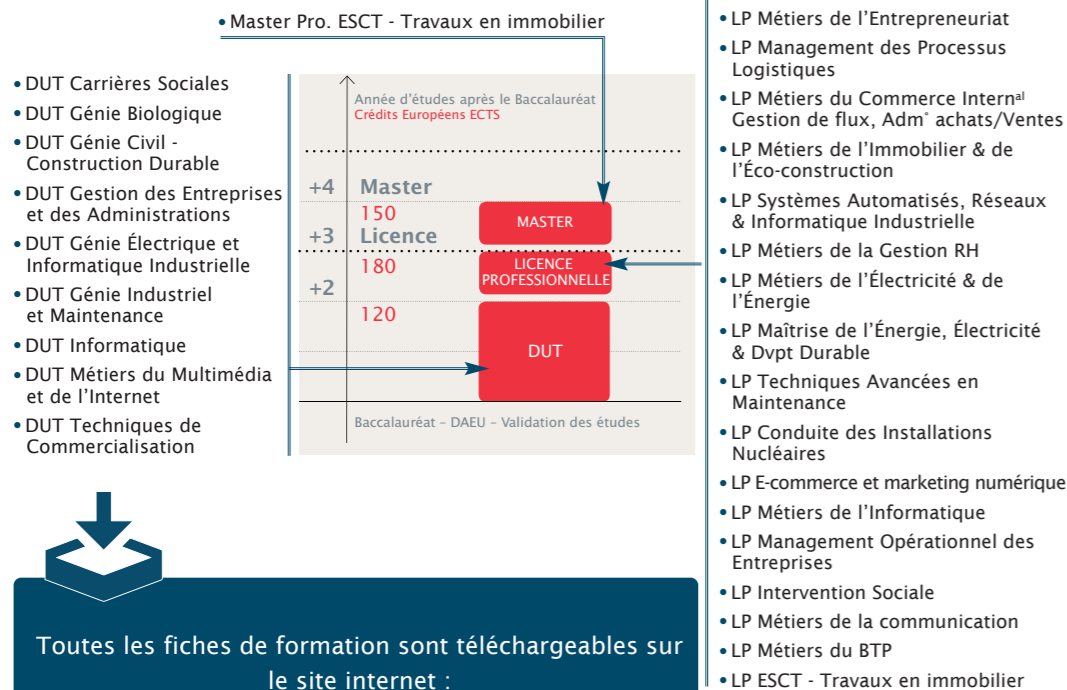 • Master Pro. ESCT - Travaux en immobilier
• DUT Carrières Sociales
• DUT Génie Biologique
• DUT Génie Civil -
Construction Durable
• DUT Gestion des Entreprises
et des Administrations
• DUT Génie Électrique et
Informatique Industrielle
• DUT Génie Industriel
et Maintenance
• DUT Informatique
• DUT Métiers du Multimédia
et de l'Internet
• DUT Techniques de
Commercialisation
Année d'études après le Baccalauréat
Crédits Européens ECTS
+4 Master
150
MASTER
+3 Licence
180
LICENCE
PROFESSIONNELLE
+2
120
DUT
Baccalauréat – DAEU – Validation des études
• LP Métiers de l'Entrepreneuriat
• LP Management des Processus
Logistiques
• LP Métiers du Commerce Internal
Gestion de flux, Adm° achats/Ventes
• LP Métiers de l'Immobilier & de
l'Éco-construction
• LP Systèmes Automatisés, Réseaux
& Informatique Industrielle
• LP Métiers de la Gestion RH
• LP Métiers de l'Électricité & de
l'Énergie
• LP Maîtrise de l'Énergie, Électricité
& Dvpt Durable
• LP Techniques Avancées en
Maintenance
• LP Conduite des Installations
Nucléaires
• LP E-commerce et marketing numérique
• LP Métiers de l'Informatique
• LP Management Opérationnel des
Entreprises
• LP Intervention Sociale
• LP Métiers de la communication
• LP Métiers du BTP
• LP ESCT - Travaux en immobilier
Toutes les fiches de formation sont téléchargeables sur
le site internet :